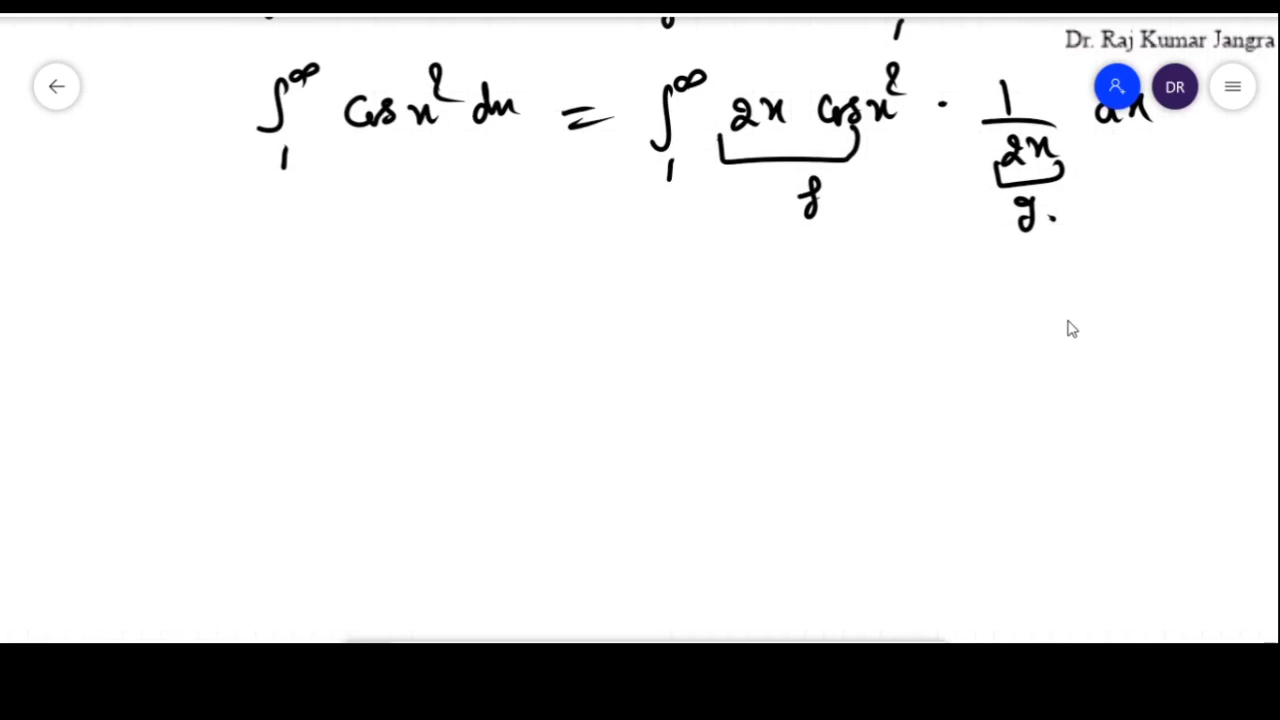 Dr. Raj Kumar Jangra
DR
∫₁^∞ Cos x² dx = ∫₁^∞ 2x Cos x² · 1/2x dx
f g.